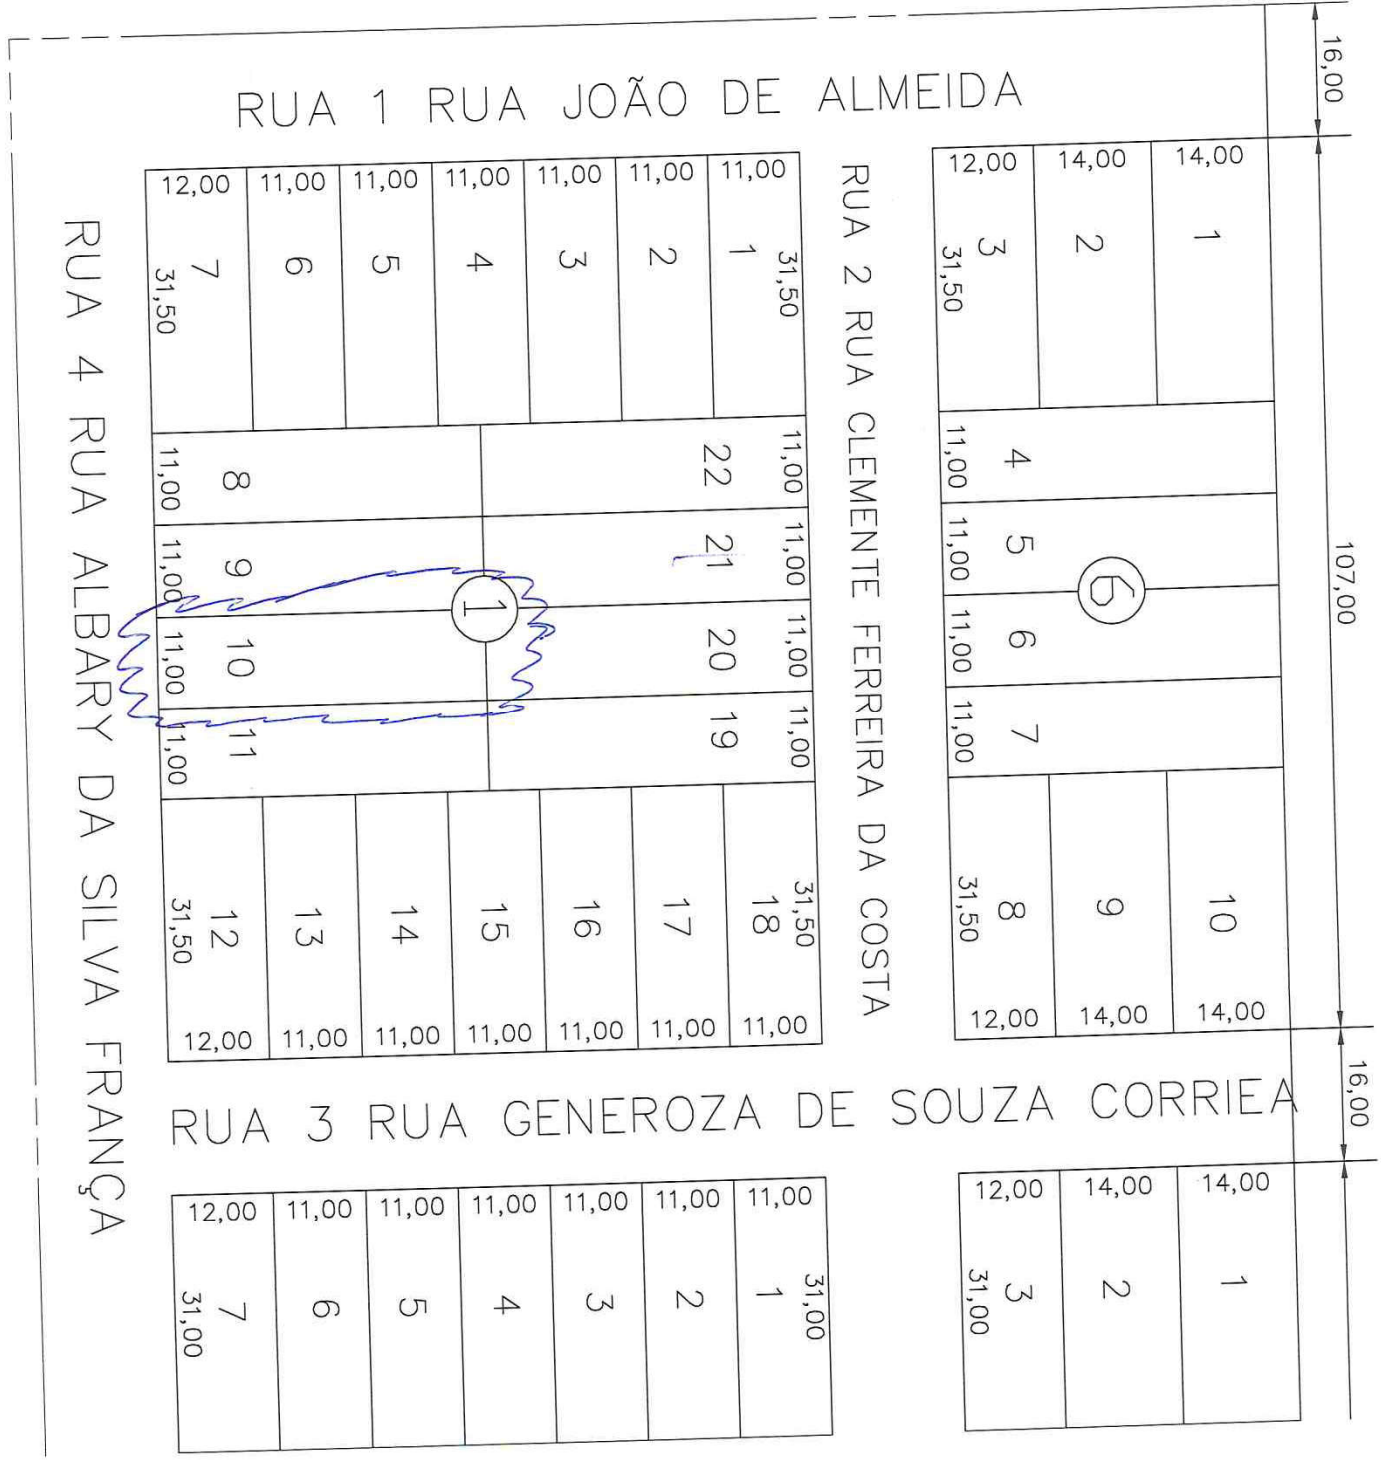 16,00
RUA 1 RUA JOÃO DE ALMEIDA
12,00 11,00 11,00 11,00 11,00 11,00 11,00
7 6 5 4 3 2 1
31,50 31,50
12,00 14,00 14,00
3 2 1
31,50
RUA 4 RUA ALBARY DA SILVA FRANÇA
RUA 2 RUA CLEMENTE FERREIRA DA COSTA
107,00
11,00 8 22 11,00
11,00 9 21 11,00
1
11,00 10 20 11,00
11,00 11 19 11,00
11,00 4
11,00 5
6
11,00 6
11,00 7
12 13 14 15 16 17 18
31,50 31,50
12,00 11,00 11,00 11,00 11,00 11,00 11,00
8 9 10
31,50
12,00 14,00 14,00
RUA 3 RUA GENEROZA DE SOUZA CORRIEA
16,00
12,00 11,00 11,00 11,00 11,00 11,00 11,00
7 6 5 4 3 2 1
31,00 31,00
12,00 14,00 14,00
3 2 1
31,00